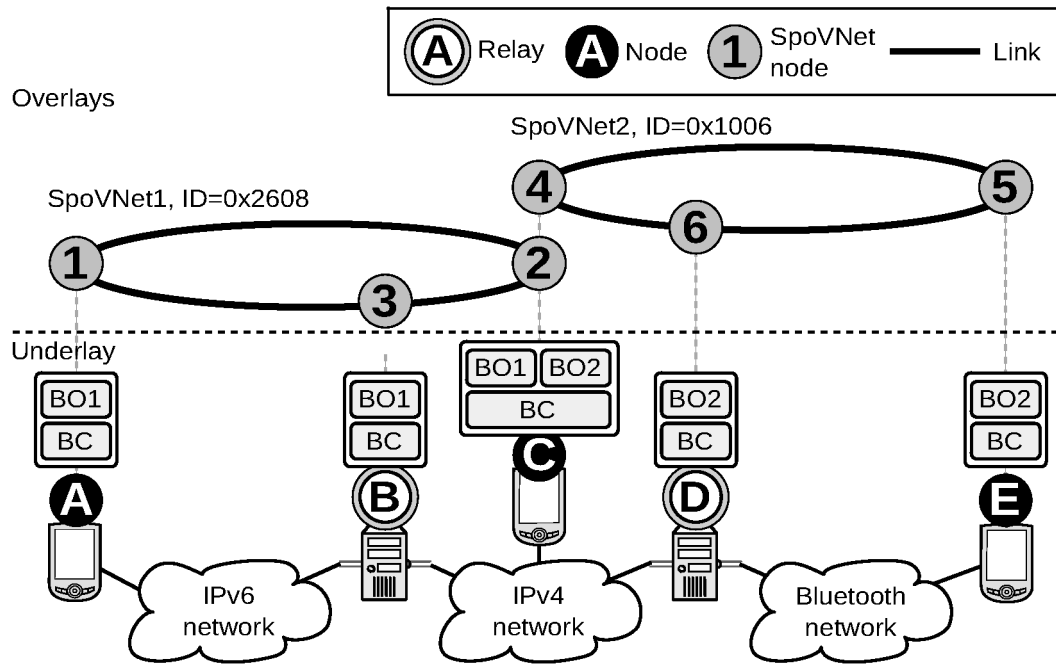 A Relay A Node 1 SpoVNet node Link
Overlays
SpoVNet2, ID=0x1006
4 5
SpoVNet1, ID=0x2608
6
1 2
3
Underlay
BO1 BO1 BO1 BO2 BO2 BO2
BC BC BC BC BC
A B C D E
IPv6 network
IPv4 network
Bluetooth network